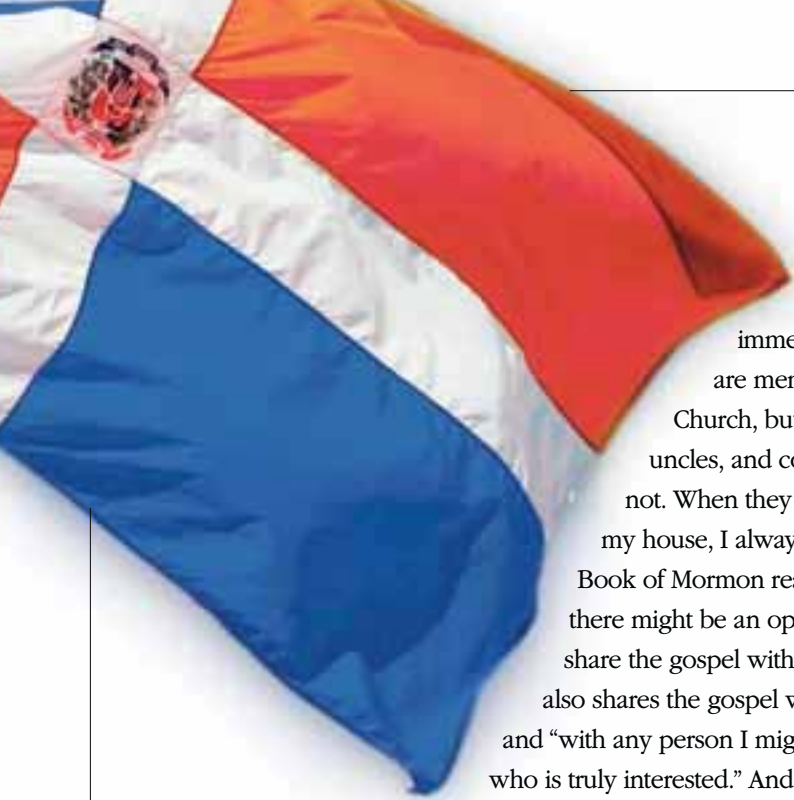 imme
are mem
Church, but
uncles, and co
not. When they
my house, I alway
Book of Mormon rea
there might be an op
share the gospel with
also shares the gospel w
and “with any person I mig
who is truly interested.” And